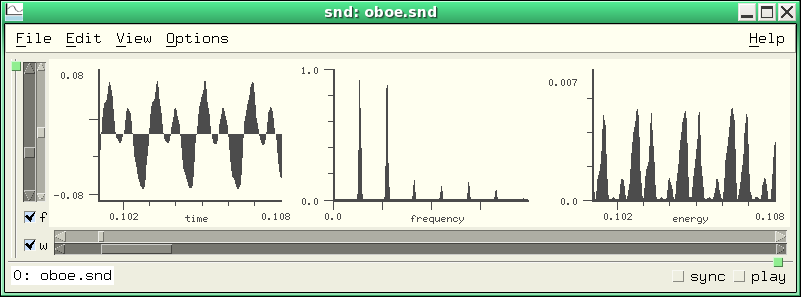 snd: oboe.snd
File Edit View Options Help
0.08
-0.08
0.102 time 0.108
1.0
0.0
0.0 frequency
0.007
0.0
0.102 energy 0.108
f
w
0: oboe.snd
sync play